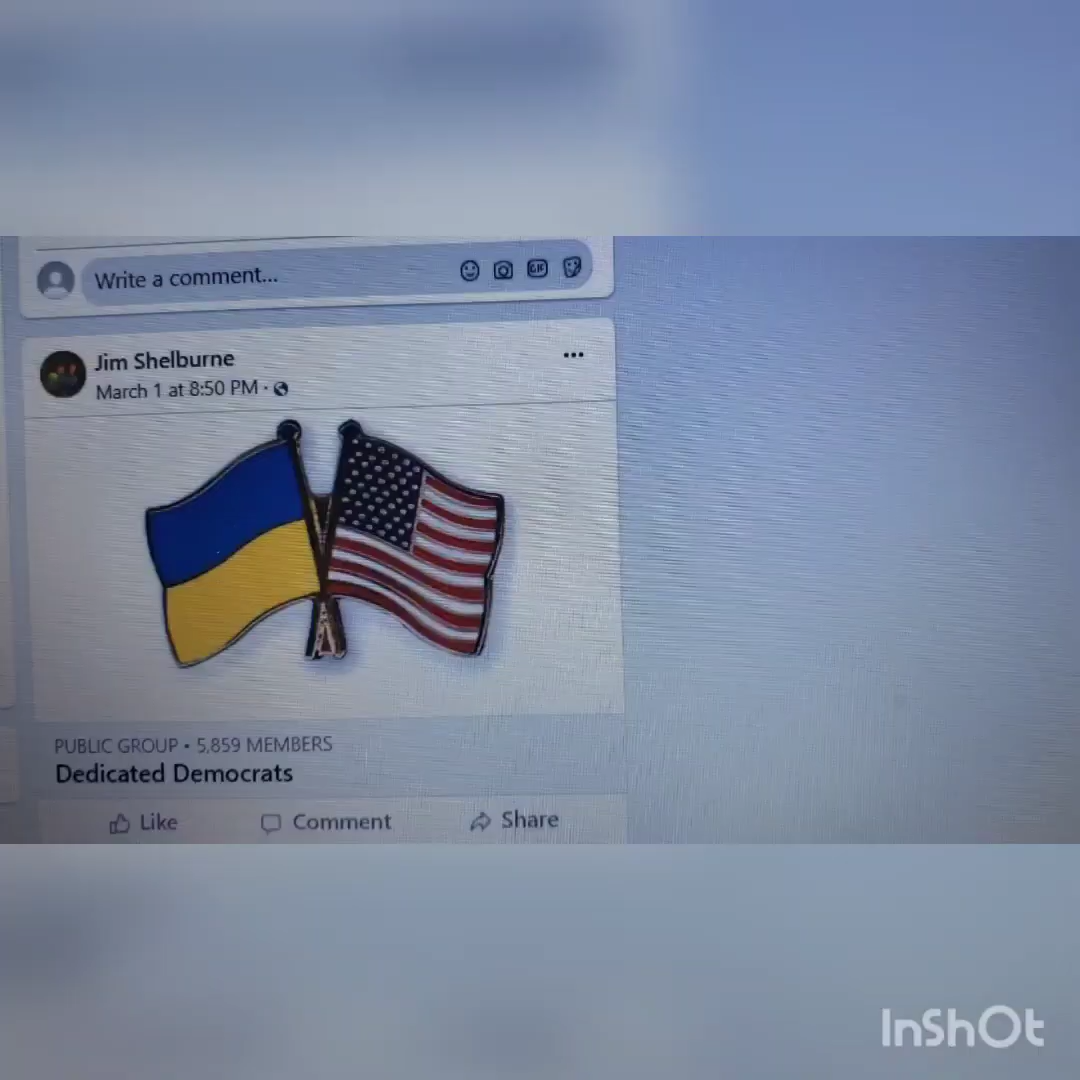 Write a comment...
GIF
Jim Shelburne
March 1 at 8:50 PM ·
PUBLIC GROUP • 5,859 MEMBERS
Dedicated Democrats
Like
Comment
Share
InShOt